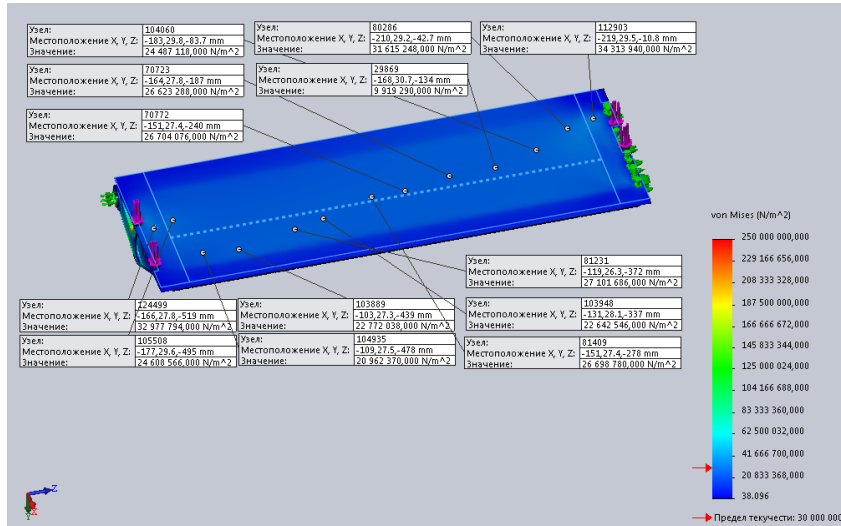 Узел: 104060
Местоположение X, Y, Z: -183,29.8,-83.7 mm
Значение: 24 487 118,000 N/m^2
Узел: 80286
Местоположение X, Y, Z: -210,29.2,-42.7 mm
Значение: 31 615 248,000 N/m^2
Узел: 112903
Местоположение X, Y, Z: -219,29.5,-10.8 mm
Значение: 34 313 940,000 N/m^2
Узел: 70723
Местоположение X, Y, Z: -164,27.8,-187 mm
Значение: 26 623 288,000 N/m^2
Узел: 29869
Местоположение X, Y, Z: -168,30.7,-134 mm
Значение: 9 919 290,000 N/m^2
Узел: 70772
Местоположение X, Y, Z: -151,27.4,-240 mm
Значение: 26 704 076,000 N/m^2
von Mises (N/m^2)
250 000 000,000
229 166 656,000
208 333 328,000
187 500 000,000
166 666 672,000
145 833 344,000
125 000 024,000
104 166 688,000
83 333 360,000
62 500 032,000
41 666 700,000
20 833 368,000
38.096
Предел текучести: 30 000 000
Узел: 81231
Местоположение X, Y, Z: -119,26.3,-372 mm
Значение: 27 101 686,000 N/m^2
Узел: 124499
Местоположение X, Y, Z: -166,27.8,-519 mm
Значение: 32 977 794,000 N/m^2
Узел: 103889
Местоположение X, Y, Z: -103,27.3,-439 mm
Значение: 22 772 038,000 N/m^2
Узел: 103948
Местоположение X, Y, Z: -131,28.1,-337 mm
Значение: 22 642 546,000 N/m^2
Узел: 105508
Местоположение X, Y, Z: -177,29.6,-495 mm
Значение: 24 608 566,000 N/m^2
Узел: 104935
Местоположение X, Y, Z: -109,27.5,-478 mm
Значение: 20 962 370,000 N/m^2
Узел: 81409
Местоположение X, Y, Z: -151,27.4,-278 mm
Значение: 26 698 780,000 N/m^2
Z
X
Y